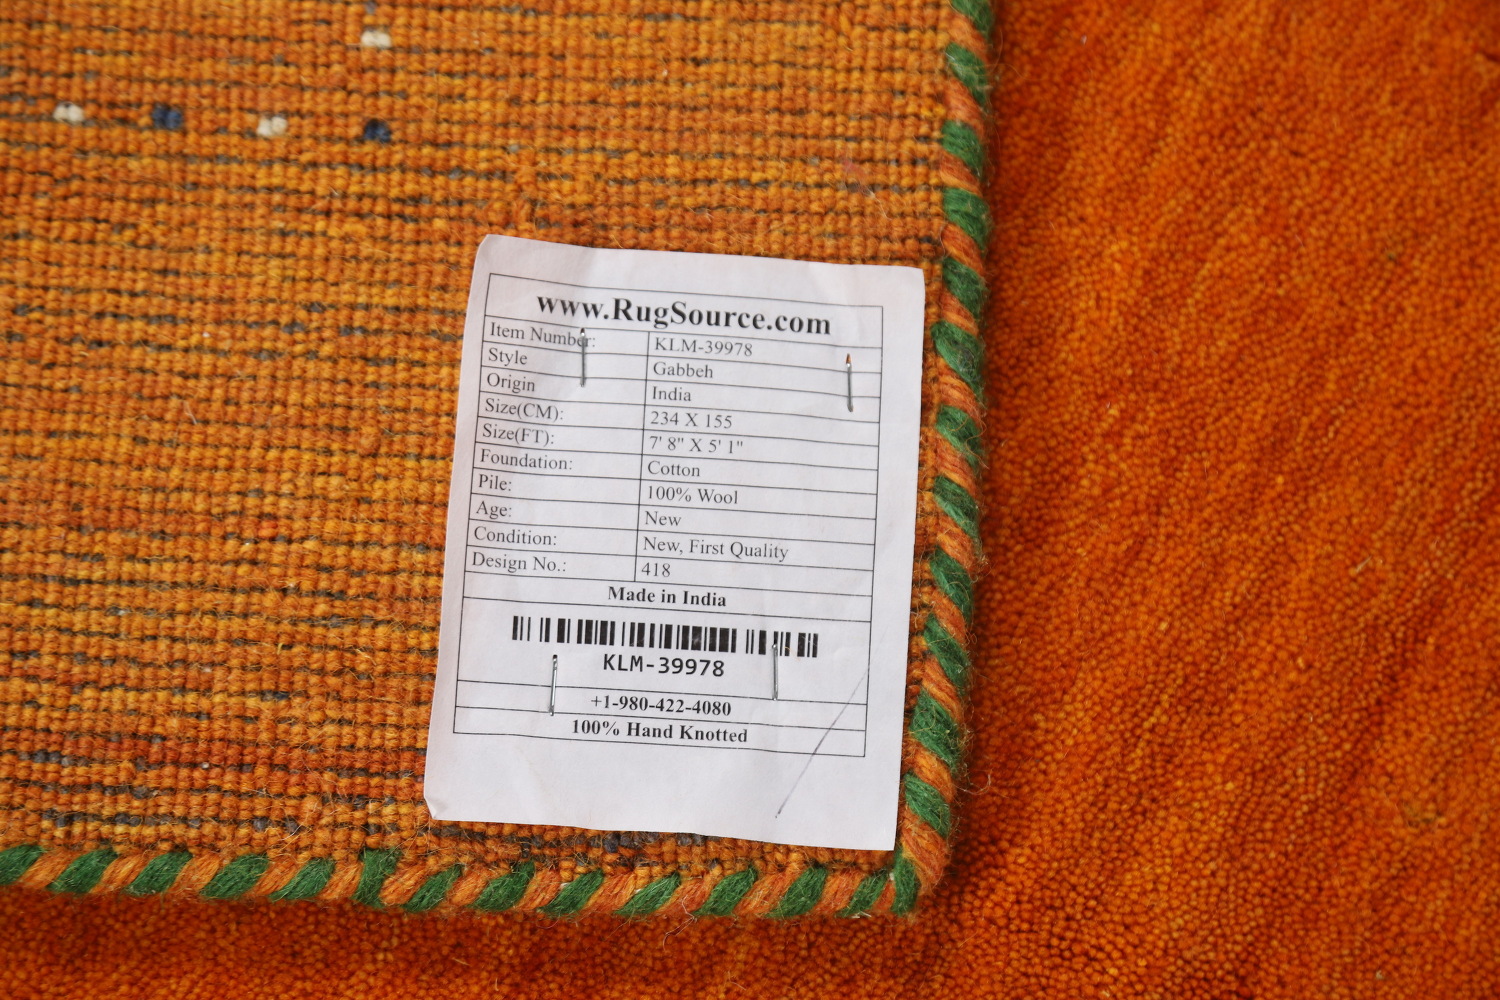 www.RugSource.com
Item Number: KLM-39978
Style Gabbeh
Origin India
Size(CM): 234 X 155
Size(FT): 7' 8" X 5' 1"
Foundation: Cotton
Pile: 100% Wool
Age: New
Condition: New, First Quality
Design No.: 418
Made in India
KLM-39978
+1-980-422-4080
100% Hand Knotted